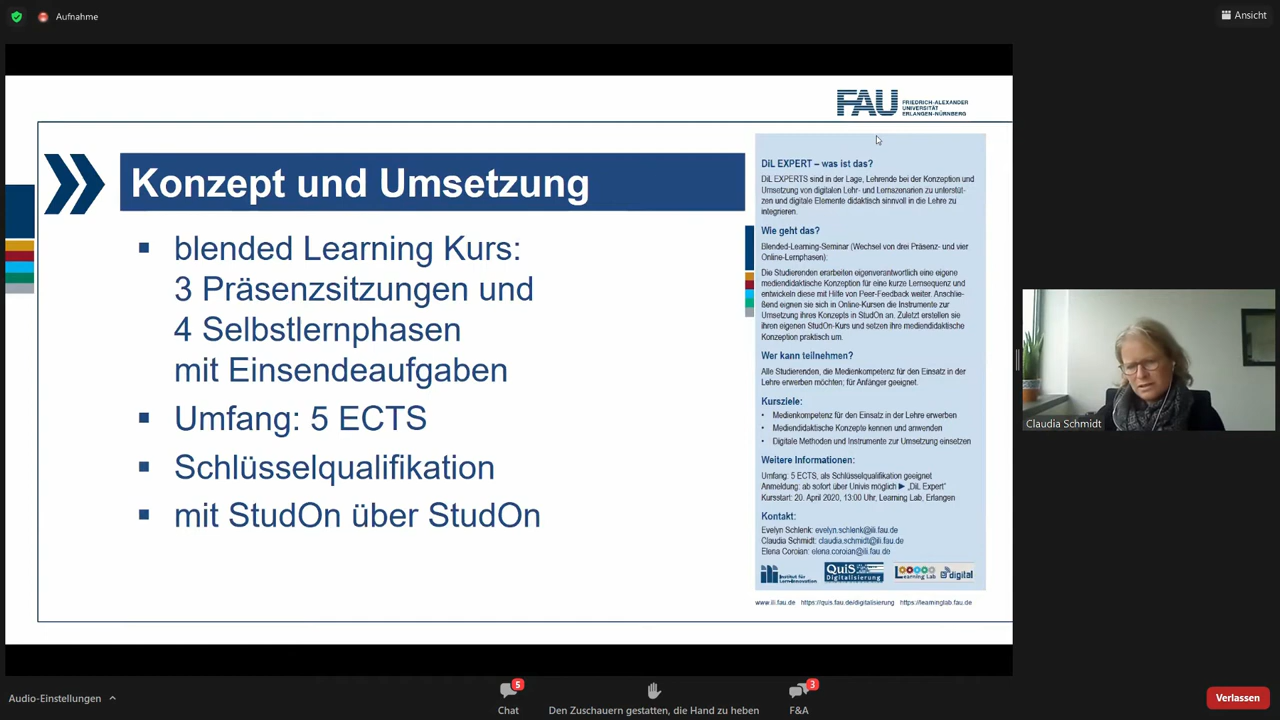 Aufnahme
Ansicht
FAU
FRIEDRICH-ALEXANDER
UNIVERSITÄT
ERLANGEN-NÜRNBERG
Konzept und Umsetzung
▪ blended Learning Kurs:
3 Präsenzsitzungen und
4 Selbstlernphasen
mit Einsendeaufgaben
▪ Umfang: 5 ECTS
▪ Schlüsselqualifikation
▪ mit StudOn über StudOn
DiL EXPERT – was ist das?
DiL EXPERTS sind in der Lage, Lehrende bei der Konzeption und
Umsetzung von digitalen Lehr- und Lernszenarien zu unterstüt-
zen und digitale Elemente didaktisch sinnvoll in die Lehre zu
integrieren.
Wie geht das?
Blended-Learning-Seminar (Wechsel von drei Präsenz- und vier
Online-Lernphasen);
Die Studierenden erarbeiten eigenverantwortlich eine eigene
mediendidaktische Konzeption für eine kurze Lernsequenz und
entwickeln diese mit Hilfe von Peer-Feedback weiter. Anschlie-
ßend eignen sie sich in Online-Kursen die Instrumente zur
Umsetzung ihres Konzepts in StudOn an. Zuletzt erstellen sie
ihren eigenen StudOn-Kurs und setzen ihre mediendidaktische
Konzeption praktisch um.
Wer kann teilnehmen?
Alle Studierenden, die Medienkompetenz für den Einsatz in der
Lehre erwerben möchten; für Anfänger geeignet.
Kursziele:
• Medienkompetenz für den Einsatz in der Lehre erwerben
• Mediendidaktische Konzepte kennen und anwenden
• Digitale Methoden und Instrumente zur Umsetzung einsetzen
Weitere Informationen:
Umfang: 5 ECTS, als Schlüsselqualifikation geeignet
Anmeldung: ab sofort über Univis möglich ► „DiL Expert"
Kursstart: 20. April 2020, 13:00 Uhr, Learning Lab, Erlangen
Kontakt:
Evelyn Schlenk: evelyn.schlenk@ili.fau.de
Claudia Schmidt: claudia.schmidt@ili.fau.de
Elena Coroian: elena.coroian@ili.fau.de
Institut für
Lern-Innovation
QuiS
Digitalisierung
Learning Lab
digital
www.ili.fau.de https://quis.fau.de/digitalisierung https://learninglab.fau.de
Claudia Schmidt
Audio-Einstellungen
5
Chat
Den Zuschauern gestatten, die Hand zu heben
3
F&A
Verlassen